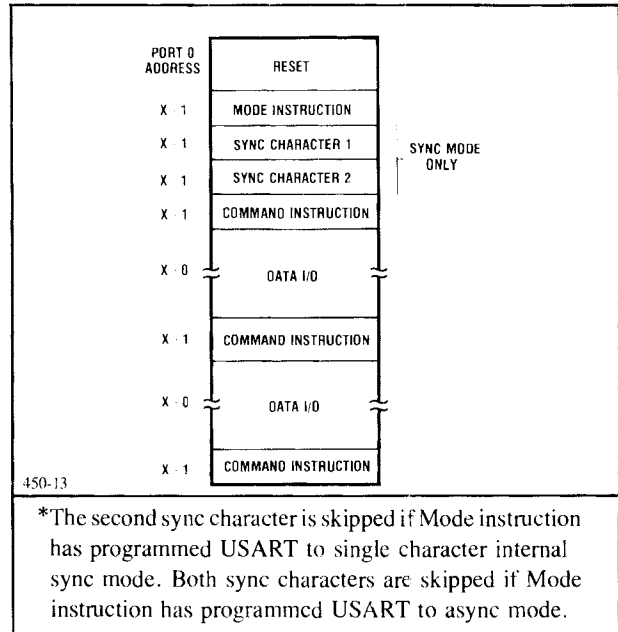 PORT 0
ADDRESS
RESET
X - 1 MODE INSTRUCTION
X - 1 SYNC CHARACTER 1
X 1 SYNC CHARACTER 2
SYNC MODE
ONLY
X - 1 COMMAND INSTRUCTION
X - 0 DATA I/O
X - 1 COMMAND INSTRUCTION
X - 0 DATA I/O
X - 1 COMMAND INSTRUCTION
450-13
*The second sync character is skipped if Mode instruction
has programmed USART to single character internal
sync mode. Both sync characters are skipped if Mode
instruction has programmed USART to async mode.